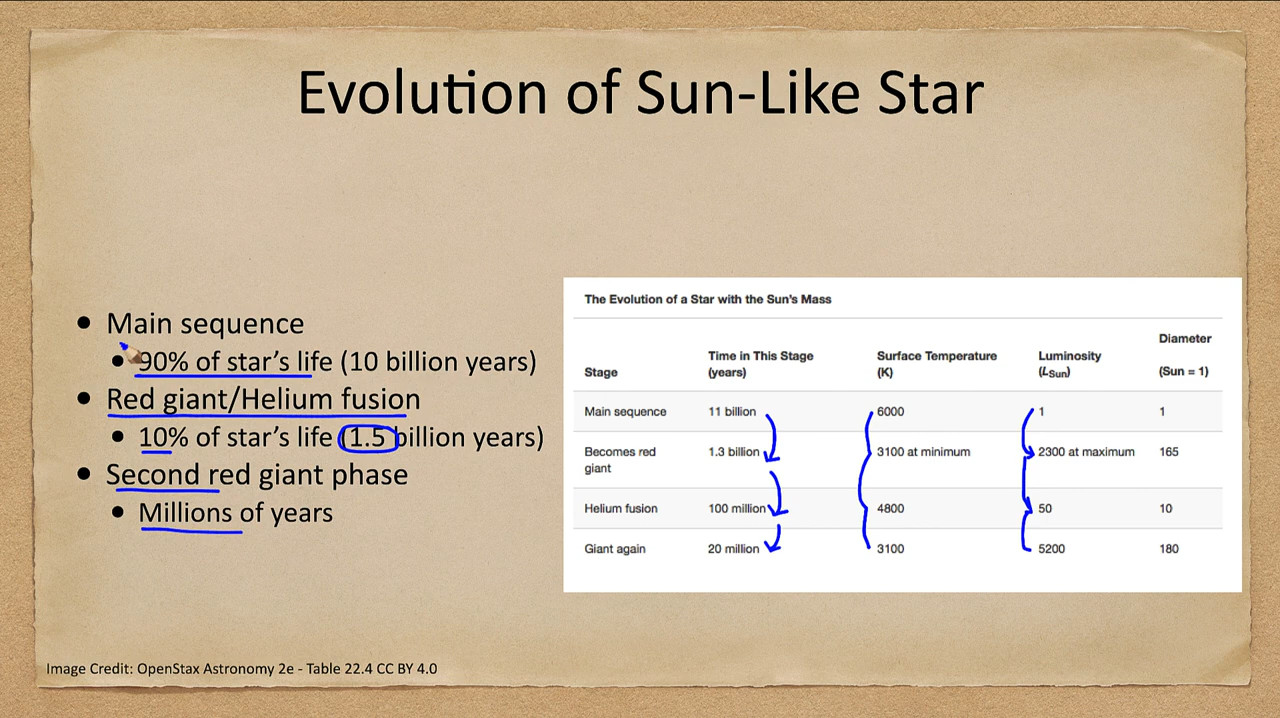 Evolution of Sun-Like Star
• Main sequence
• 90% of star's life (10 billion years)
• Red giant/Helium fusion
• 10% of star's life (1.5 billion years)
• Second red giant phase
• Millions of years
The Evolution of a Star with the Sun's Mass
Stage Time in This Stage (years) Surface Temperature (K) Luminosity (LSun) Diameter (Sun = 1)
Main sequence 11 billion 6000 1 1
Becomes red giant 1.3 billion 3100 at minimum 2300 at maximum 165
Helium fusion 100 million 4800 50 10
Giant again 20 million 3100 5200 180
Image Credit: OpenStax Astronomy 2e - Table 22.4 CC BY 4.0